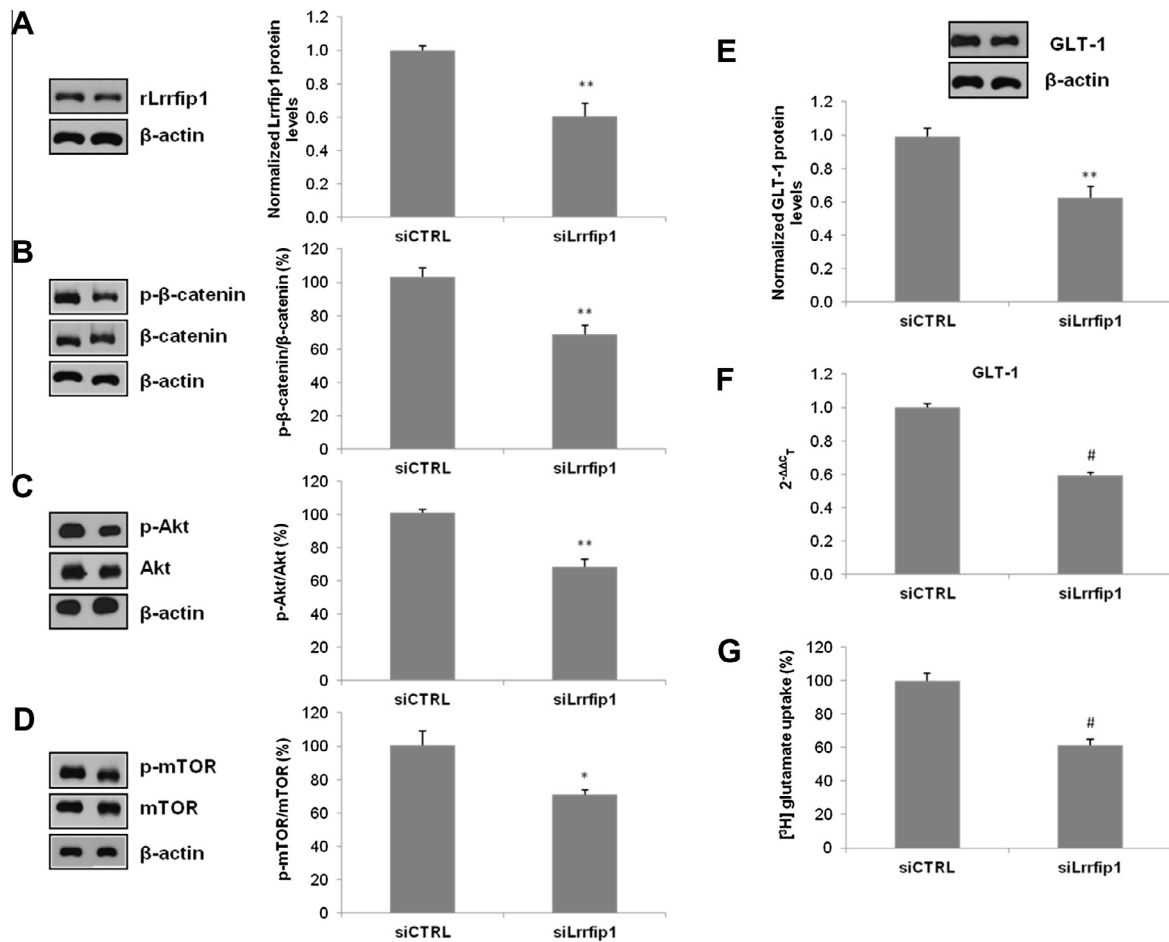 A
rLrrfip1
β-actin
Normalized Lrrfip1 protein
levels
1.2
1.0
0.8
0.6
0.4
0.2
0.0
**
siCTRL
siLrrfip1
B
p-β-catenin
β-catenin
β-actin
p-β-catenin/β-catenin (%)
120
100
80
60
40
20
0
**
siCTRL
siLrrfip1
C
p-Akt
Akt
β-actin
p-Akt/Akt (%)
120
100
80
60
40
20
0
**
siCTRL
siLrrfip1
D
p-mTOR
mTOR
β-actin
p-mTOR/mTOR (%)
120
100
80
60
40
20
0
*
siCTRL
siLrrfip1
E
GLT-1
β-actin
Normalized GLT-1 protein
levels
1.2
1.0
0.8
0.6
0.4
0.2
0.0
**
siCTRL
siLrrfip1
F
GLT-1
2^-ΔΔC_T
1.2
1.0
0.8
0.6
0.4
0.2
0.0
#
siCTRL
siLrrfip1
G
[³H] glutamate uptake (%)
120
100
80
60
40
20
0
#
siCTRL
siLrrfip1